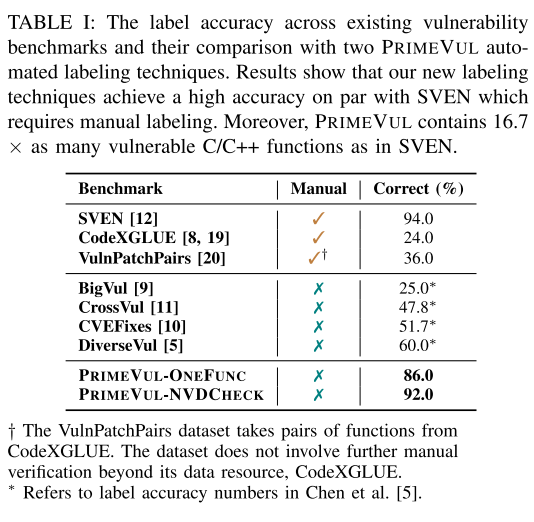 TABLE I: The label accuracy across existing vulnerability
benchmarks and their comparison with two PRIMEVUL auto-
mated labeling techniques. Results show that our new labeling
techniques achieve a high accuracy on par with SVEN which
requires manual labeling. Moreover, PRIMEVUL contains 16.7
× as many vulnerable C/C++ functions as in SVEN.
Benchmark Manual Correct (%)
SVEN [12] ✓ 94.0
CodeXGLUE [8, 19] ✓ 24.0
VulnPatchPairs [20] ✓† 36.0
BigVul [9] ✗ 25.0*
CrossVul [11] ✗ 47.8*
CVEFixes [10] ✗ 51.7*
DiverseVul [5] ✗ 60.0*
PRIMEVUL-ONEFUNC ✗ 86.0
PRIMEVUL-NVDCHECK ✗ 92.0
† The VulnPatchPairs dataset takes pairs of functions from
CodeXGLUE. The dataset does not involve further manual
verification beyond its data resource, CodeXGLUE.
* Refers to label accuracy numbers in Chen et al. [5].